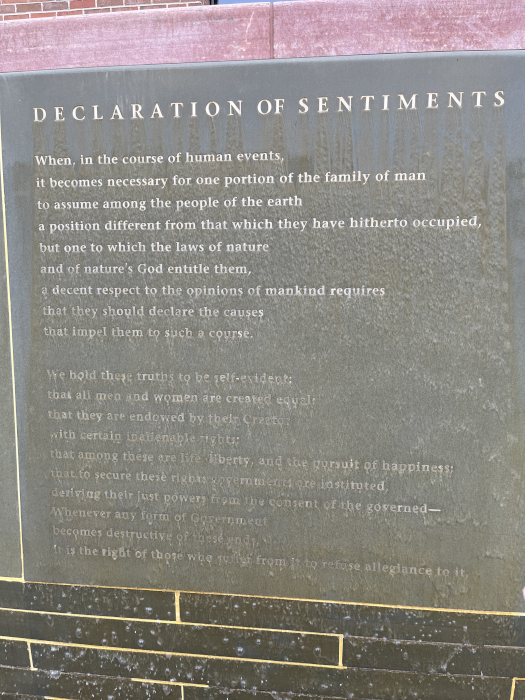 DECLARATION OF SENTIMENTS
When, in the course of human events,
it becomes necessary for one portion of the family of man
to assume among the people of the earth
a position different from that which they have hitherto occupied,
but one to which the laws of nature
and of nature's God entitle them,
a decent respect to the opinions of mankind requires
that they should declare the causes
that impel them to such a course.
We hold these truths to be self-evident;
that all men and women are created equal;
that they are endowed by their Creator
with certain inalienable rights;
that among these are life, liberty, and the pursuit of happiness;
that to secure these rights governments are instituted,
deriving their just powers from the consent of the governed—
Whenever any form of Government
becomes destructive of these ends,
it is the right of those who suffer from it to refuse allegiance to it,